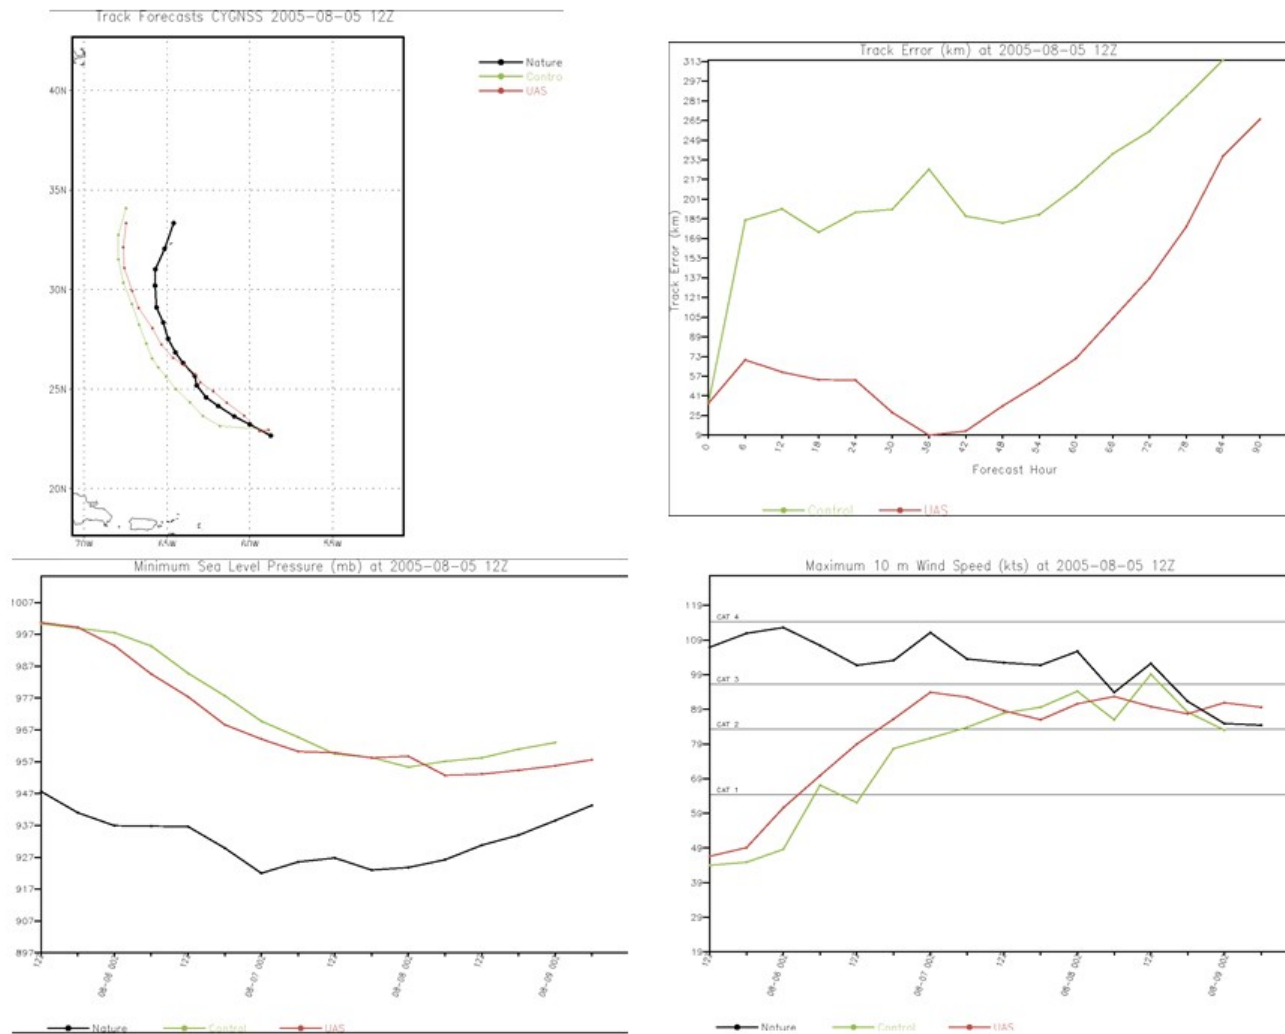 Track Forecasts CYGNSS 2005-08-05 12Z
Nature
Contro
UAS
40N
35N
30N
25N
20N
70W
65W
60W
55W
Track Error (km) at 2005-08-05 12Z
313
297
281
265
249
233
217
201
185
169
153
137
121
105
89
73
57
41
25
9
Track Error (km)
0
6
12
18
24
30
36
42
48
54
60
66
72
78
84
90
Forecast Hour
Control
UAS
Minimum Sea Level Pressure (mb) at 2005-08-05 12Z
1007
997
987
977
967
957
947
937
927
917
907
897
12Z
08-06 00Z
12Z
08-07 00Z
12Z
08-08 00Z
12Z
08-09 00Z
Nature
Control
UAS
Maximum 10 m Wind Speed (kts) at 2005-08-05 12Z
119
109
99
89
79
69
59
49
39
29
19
CAT 4
CAT 3
CAT 2
CAT 1
12Z
08-06 00Z
12Z
08-07 00Z
12Z
08-08 00Z
12Z
08-09 00Z
Nature
Control
UAS